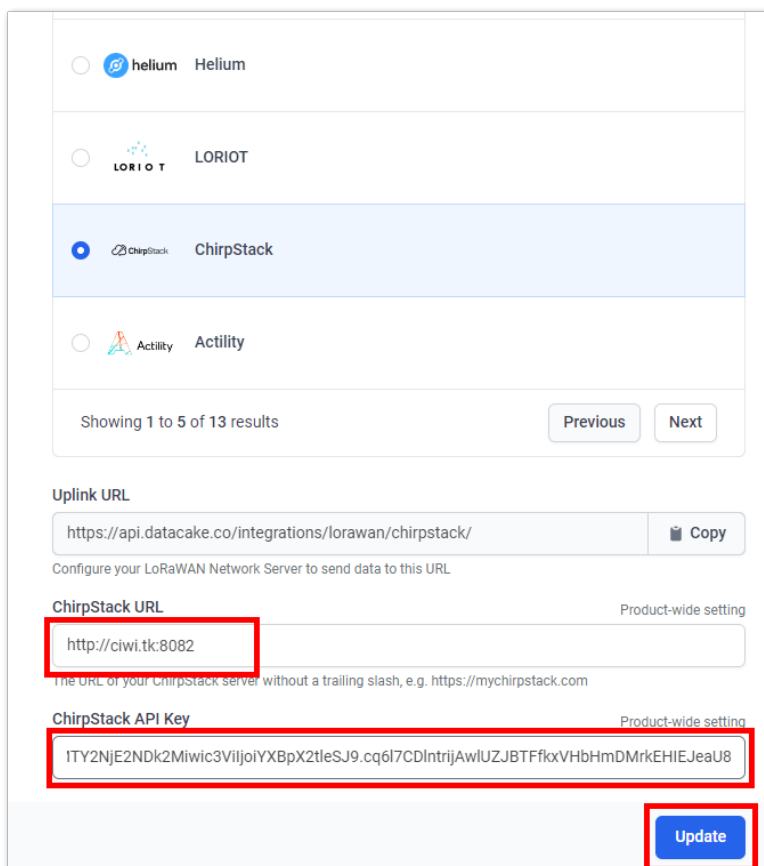 helium Helium
LORIOT LORIOT
ChirpStack ChirpStack
Actility Actility
Showing 1 to 5 of 13 results Previous Next
Uplink URL
https://api.datacake.co/integrations/lorawan/chirpstack/ Copy
Configure your LoRaWAN Network Server to send data to this URL
ChirpStack URL Product-wide setting
http://ciwi.tk:8082
The URL of your ChirpStack server without a trailing slash, e.g. https://mychirpstack.com
ChirpStack API Key Product-wide setting
ITY2NjE2NDk2Miwic3ViIjoiYXBpX2tleSJ9.cq6l7CDlntrijAwlUZJBTFfkxVHbHmDMrkEHIEJeaU8
Update